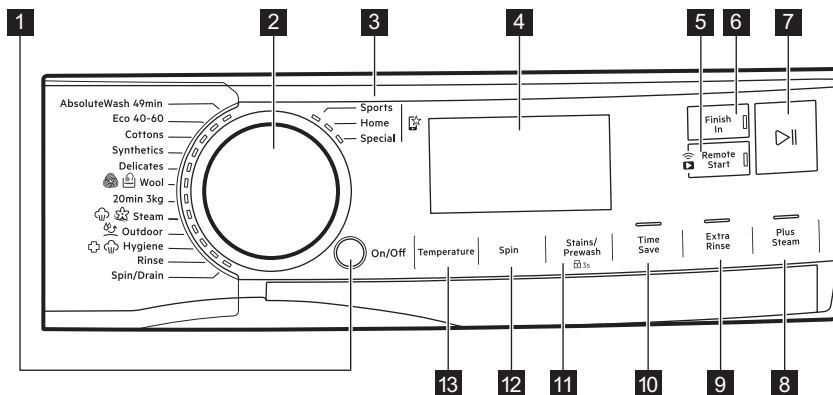 1
2
3
4
5
6
7
AbsoluteWash 49min
Eco 40-60
Cottons
Synthetics
Delicates
Wool
20min 3kg
Steam
Outdoor
Hygiene
Rinse
Spin/Drain
Sports
Home
Special
Finish
In
Remote
Start
On/Off
Temperature
Spin
Stains/
Prewash
3s
Time
Save
Extra
Rinse
Plus
Steam
13
12
11
10
9
8